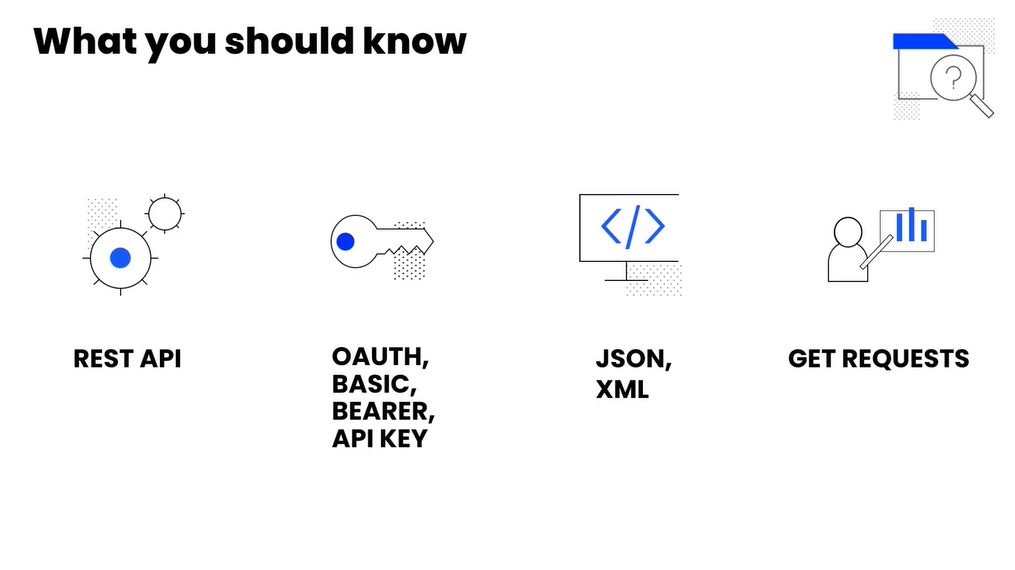 What you should know
REST API
OAUTH,
BASIC,
BEARER,
API KEY
JSON,
XML
GET REQUESTS